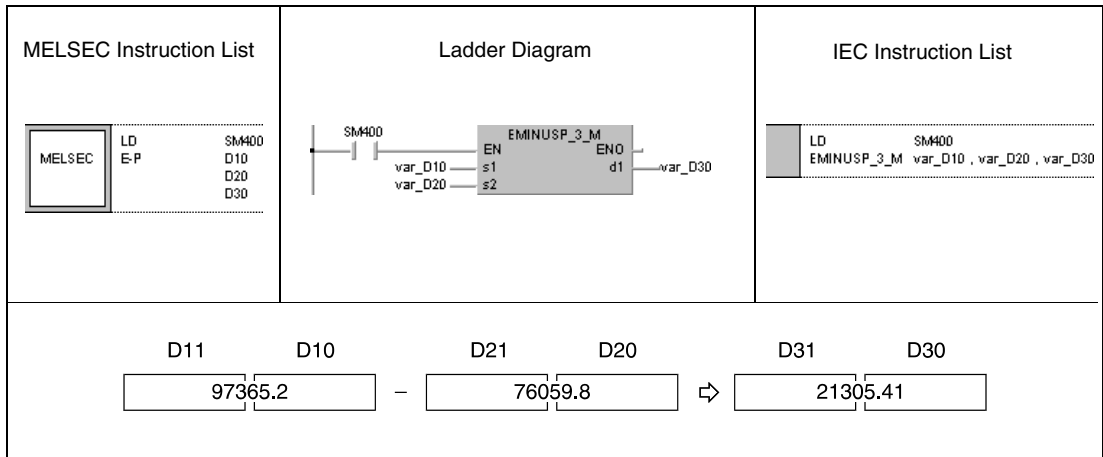 MELSEC Instruction List
Ladder Diagram
IEC Instruction List
MELSEC
LD SM400
E-P D10
D20
D30
SM400
EMINUSP_3_M
EN ENO
var_D10 s1 d1 var_D30
var_D20 s2
LD SM400
EMINUSP_3_M var_D10 , var_D20 , var_D30
D11 D10 D21 D20 D31 D30
97365.2 – 76059.8 ⇨ 21305.41